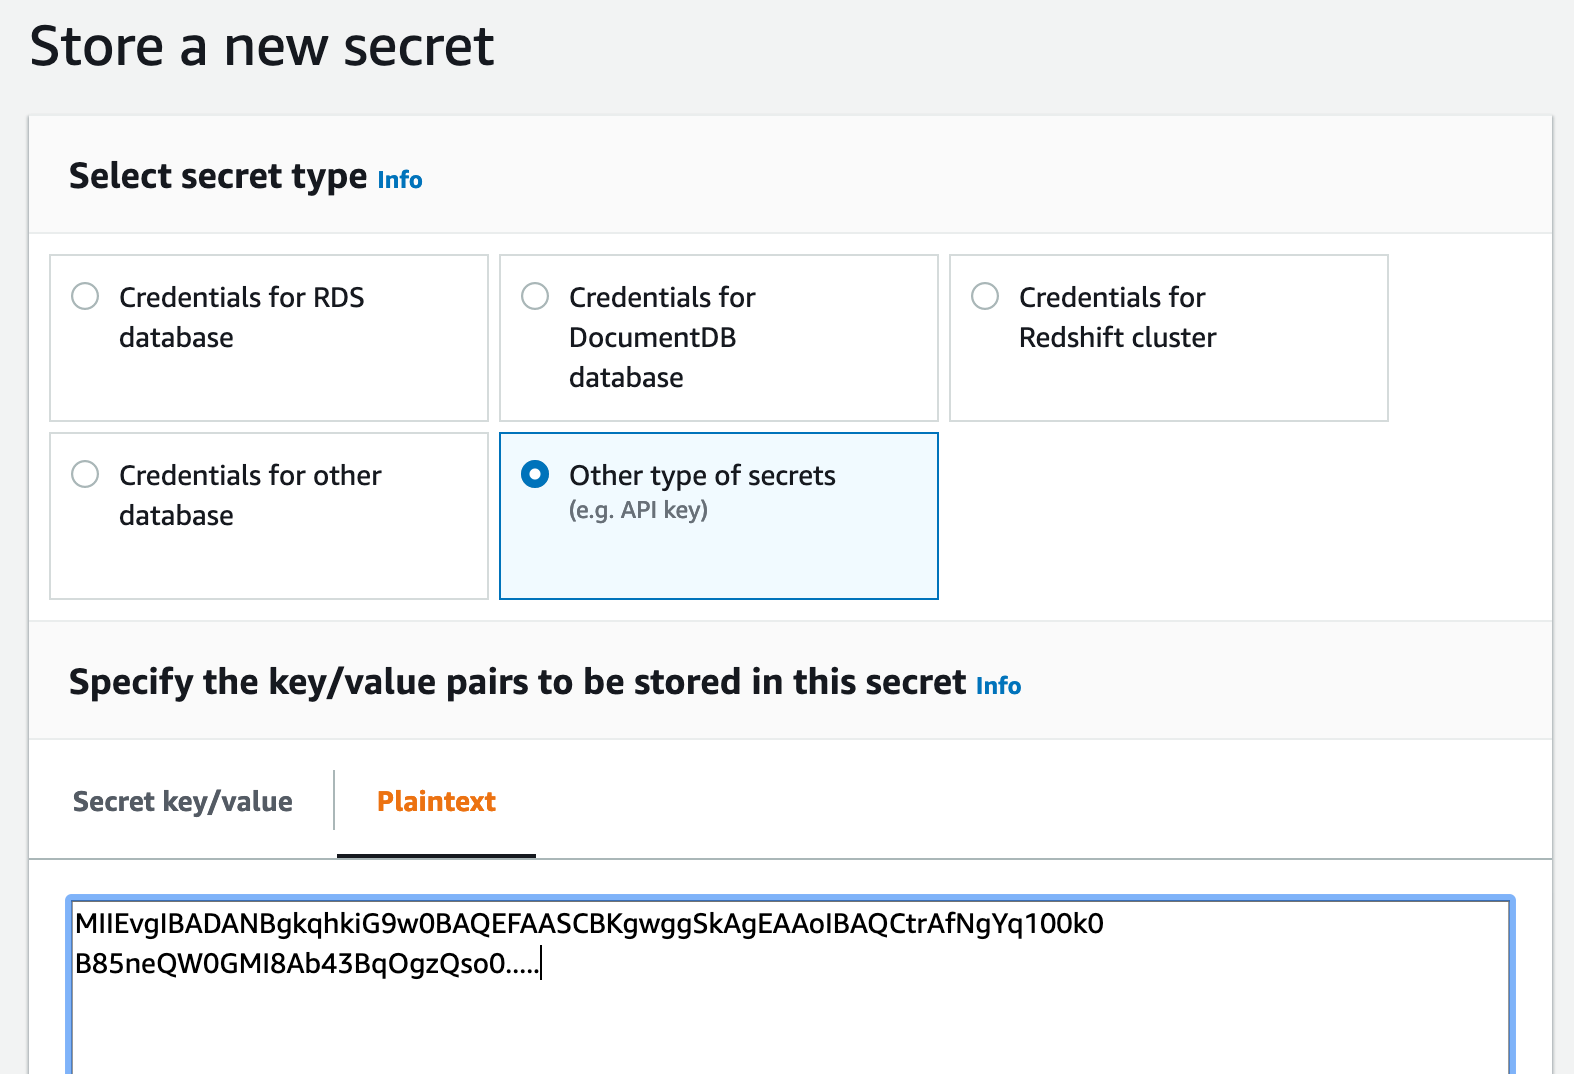 Store a new secret
Select secret type Info
Credentials for RDS
database
Credentials for
DocumentDB
database
Credentials for
Redshift cluster
Credentials for other
database
Other type of secrets
(e.g. API key)
Specify the key/value pairs to be stored in this secret Info
Secret key/value
Plaintext
MIIEvgIBADANBgkqhkiG9w0BAQEFAASCBKgwggSkAgEAAoIBAQCtrAfNgYq100k0
B85neQW0GMI8Ab43BqOgzQso0.....